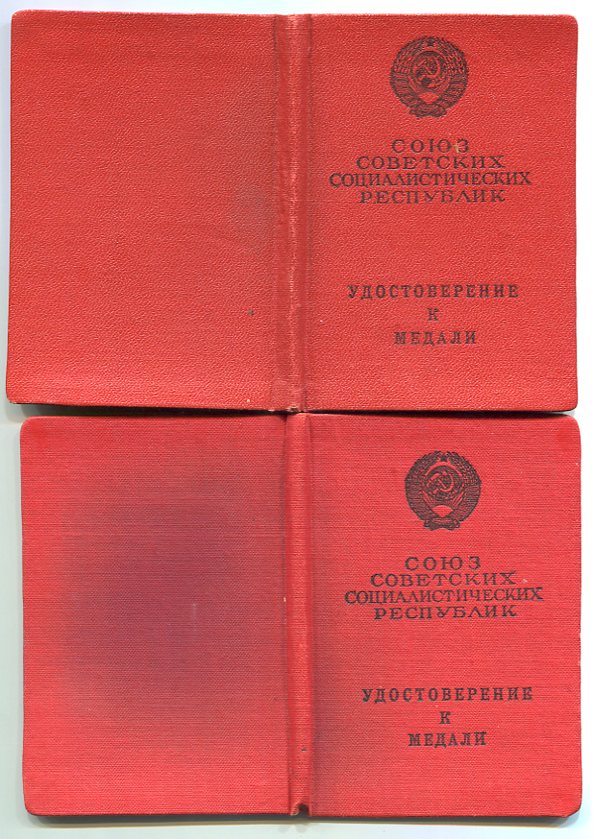 СОЮЗ
СОВЕТСКИХ
СОЦИАЛИСТИЧЕСКИХ
РЕСПУБЛИК
УДОСТОВЕРЕНИЕ
К
МЕДАЛИ
СОЮЗ
СОВЕТСКИХ
СОЦИАЛИСТИЧЕСКИХ
РЕСПУБЛИК
УДОСТОВЕРЕНИЕ
К
МЕДАЛИ